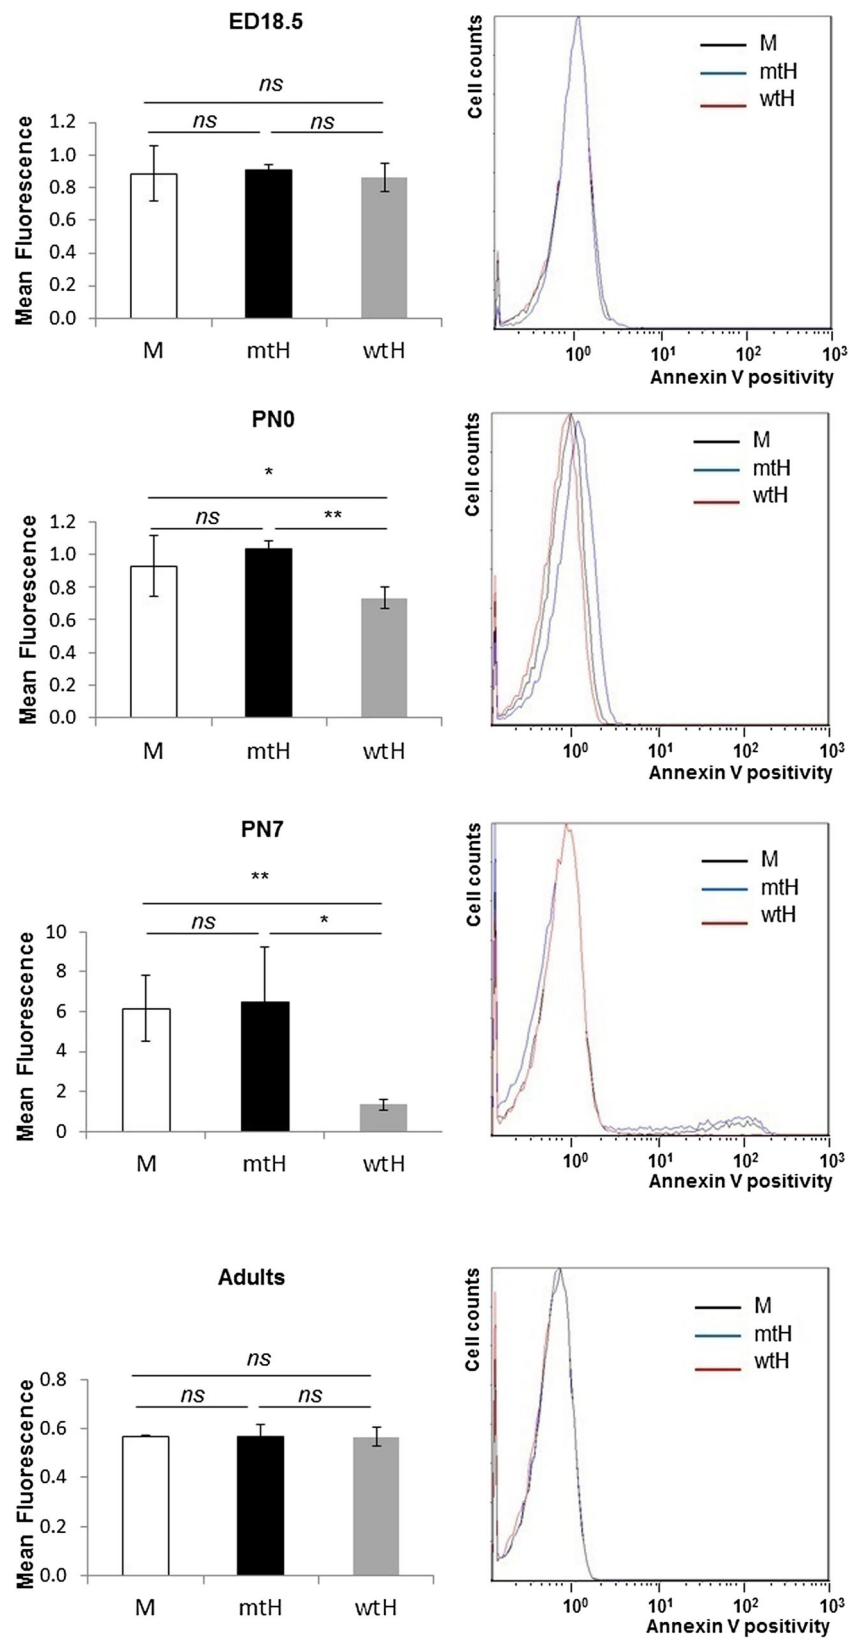 ED18.5
ns
ns
ns
Mean Fluorescence
1.2
1.0
0.8
0.6
0.4
0.2
0.0
M
mtH
wtH
Cell counts
M
mtH
wtH
10⁰
10¹
10²
10³
Annexin V positivity
PN0
*
ns
**
Mean Fluorescence
1.2
1.0
0.8
0.6
0.4
0.2
0.0
M
mtH
wtH
Cell counts
M
mtH
wtH
10⁰
10¹
10²
10³
Annexin V positivity
PN7
**
ns
*
Mean Fluorescence
10
8
6
4
2
0
M
mtH
wtH
Cell counts
M
mtH
wtH
10⁰
10¹
10²
10³
Annexin V positivity
Adults
ns
ns
ns
Mean Fluorescence
0.8
0.6
0.4
0.2
0.0
M
mtH
wtH
Cell counts
M
mtH
wtH
10⁰
10¹
10²
10³
Annexin V positivity